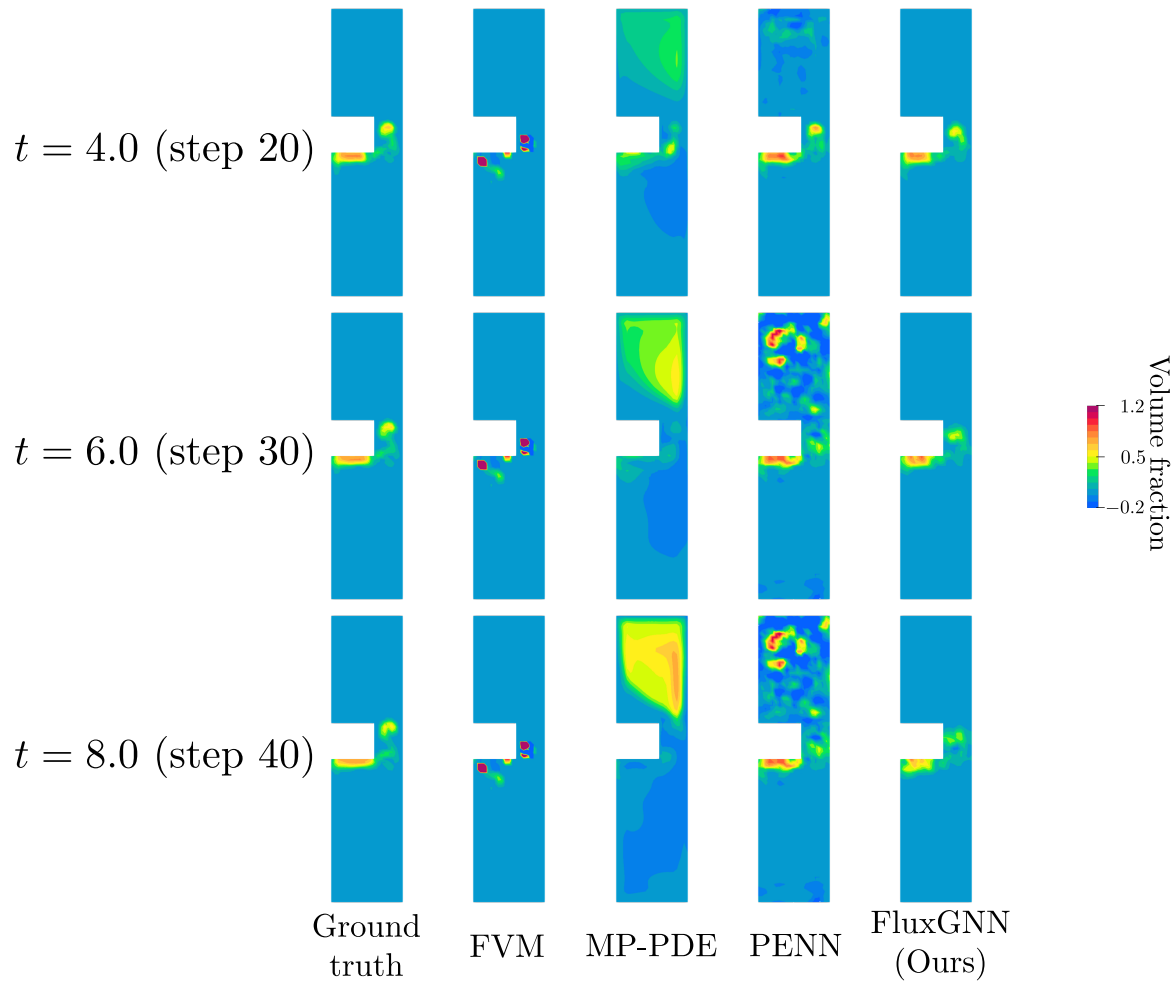 t = 4.0 (step 20)
t = 6.0 (step 30)
t = 8.0 (step 40)
1.2
0.5
−0.2
Volume fraction
Ground
truth
FVM
MP-PDE
PENN
FluxGNN
(Ours)